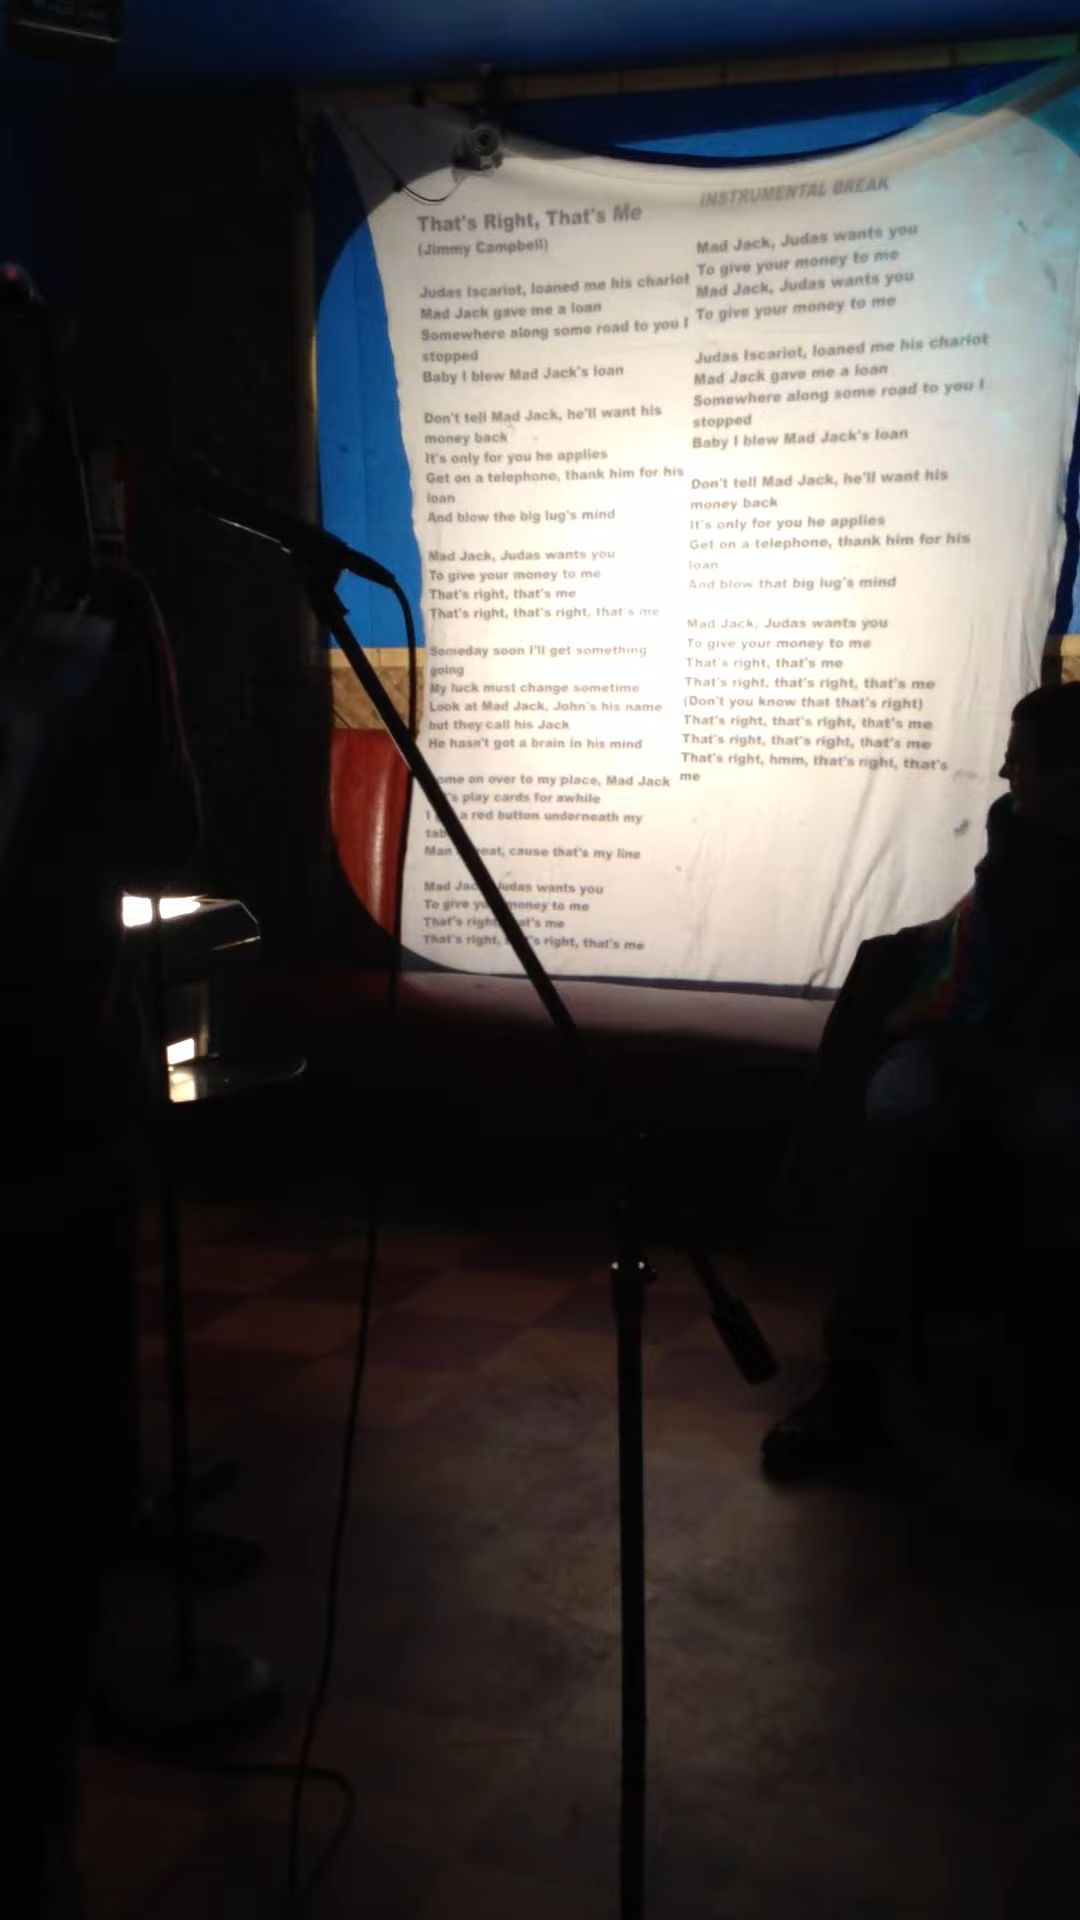 That's Right, That's Me
(Jimmy Campbell)
Judas Iscariot, loaned me his chariot
Mad Jack gave me a loan
Somewhere along some road to you I
stopped
Baby I blew Mad Jack's loan
Don't tell Mad Jack, he'll want his
money back
It's only for you he applies
Get on a telephone, thank him for his
loan
And blow the big lug's mind
Mad Jack, Judas wants you
To give your money to me
That's right, that's me
That's right, that's right, that's me
Someday soon I'll get something
going
My luck must change sometime
Look at Mad Jack, John's his name
but they call his Jack
He hasn't got a brain in his mind
on over to my place, Mad Jack
play cards for awhile
I a red button underneath my
Man cause that's my line
Mad Judas wants you
To give money to me
That's right, that's me
That's right, right, that's me
INSTRUMENTAL BREAK
Mad Jack, Judas wants you
To give your money to me
Mad Jack, Judas wants you
To give your money to me
Judas Iscariot, loaned me his chariot
Mad Jack gave me a loan
Somewhere along some road to you I
stopped
Baby I blew Mad Jack's loan
Don't tell Mad Jack, he'll want his
money back
It's only for you he applies
Get on a telephone, thank him for his
loan
And blow that big lug's mind
Mad Jack, Judas wants you
To give your money to me
That's right, that's me
That's right, that's right, that's me
(Don't you know that that's right)
That's right, that's right, that's me
That's right, that's right, that's me
That's right, hmm, that's right, that's
me